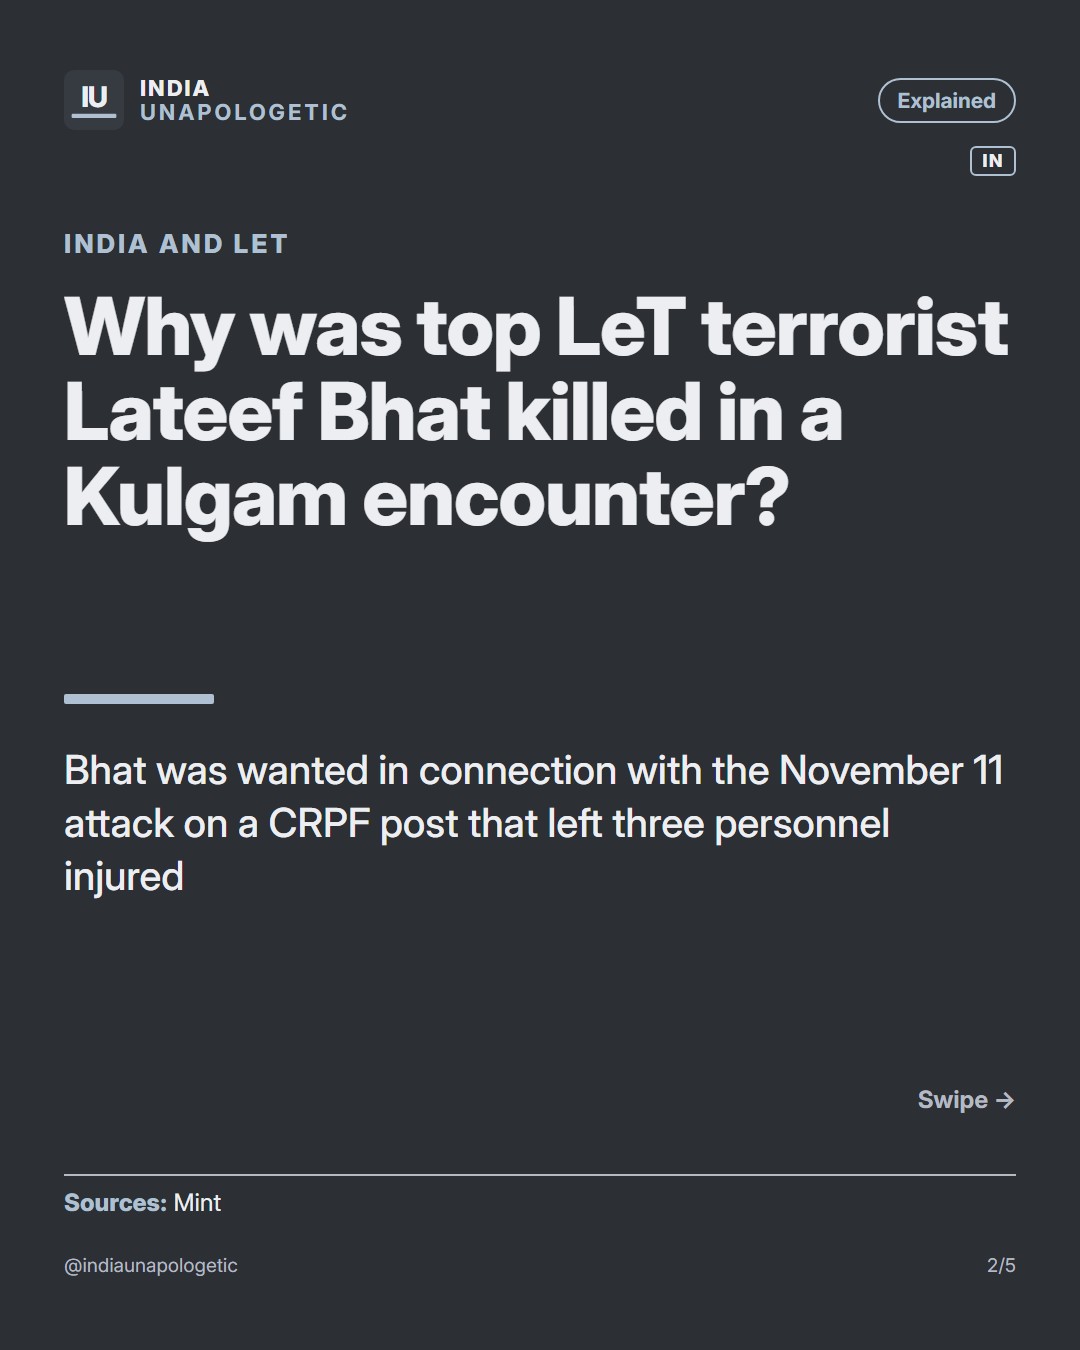 IU
INDIA
UNAPOLOGETIC
Explained
IN
INDIA AND LET
Why was top LeT terrorist
Lateef Bhat killed in a
Kulgam encounter?
Bhat was wanted in connection with the November 11
attack on a CRPF post that left three personnel
injured
Swipe →
Sources: Mint
@indiaunapologetic
2/5